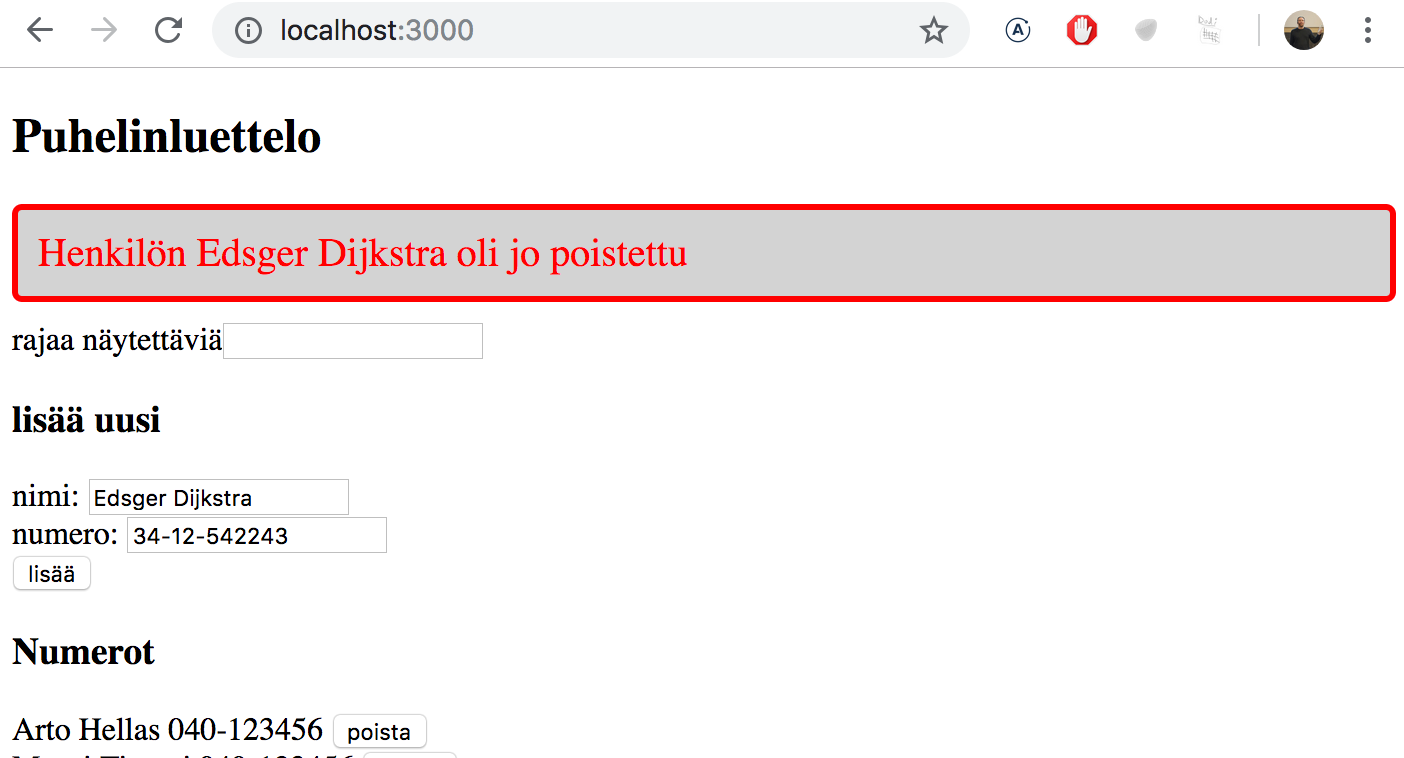 localhost:3000
Puhelinluettelo
Henkilön Edsger Dijkstra oli jo poistettu
rajaa näytettäviä
lisää uusi
nimi: Edsger Dijkstra
numero: 34-12-542243
lisää
Numerot
Arto Hellas 040-123456 poista